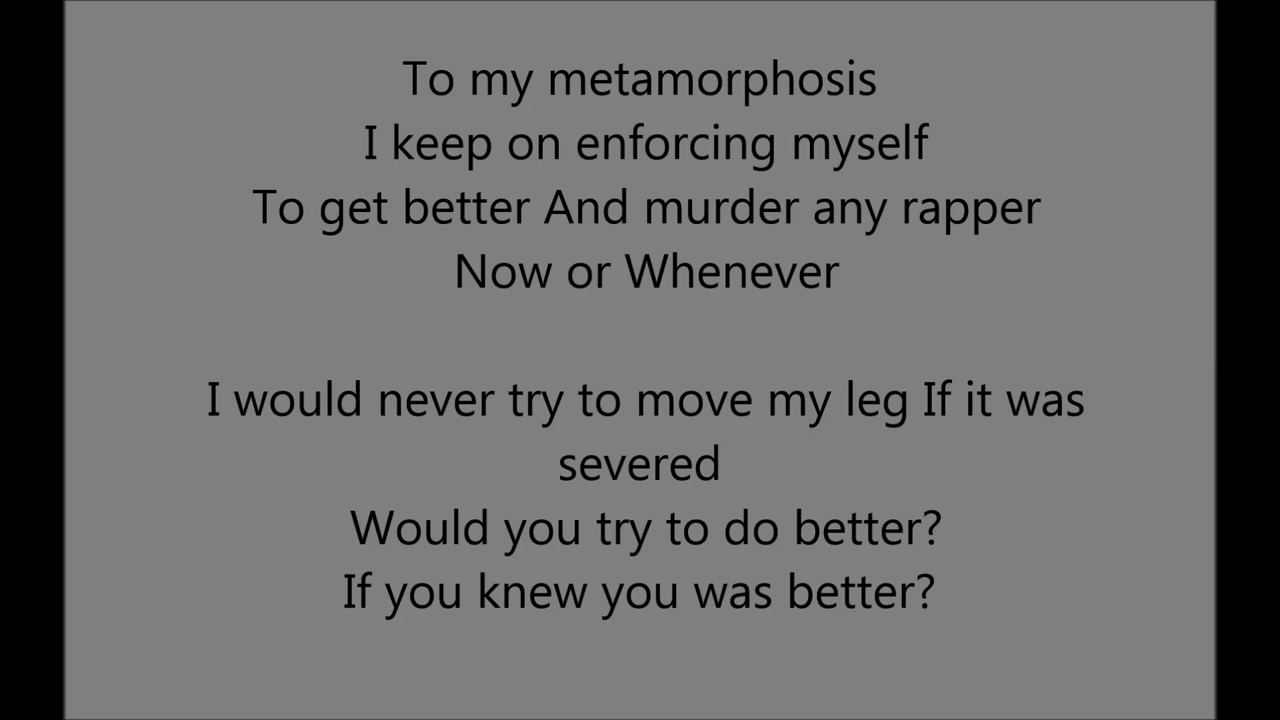 To my metamorphosis
I keep on enforcing myself
To get better And murder any rapper
Now or Whenever
I would never try to move my leg If it was
severed
Would you try to do better?
If you knew you was better?